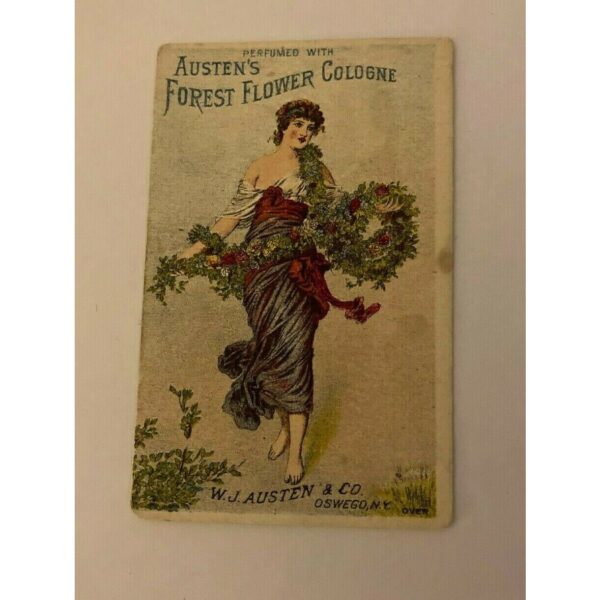 PERFUMED WITH
AUSTEN'S
FOREST FLOWER COLOGNE
W.J. AUSTEN & CO.
OSWEGO, N.Y.
OVER